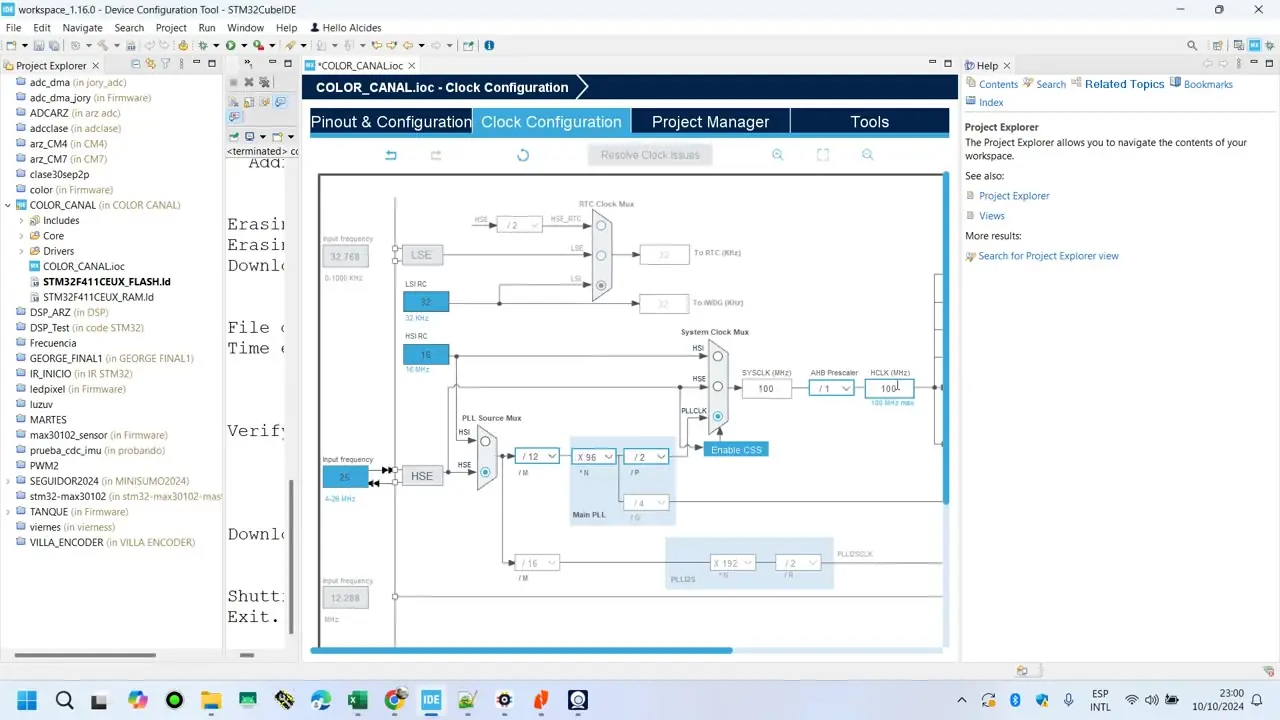 workspace_1.16.0 - Device Configuration Tool - STM32CubeIDE
File Edit Navigate Search Project Run Window Help Hello Alcides
Project Explorer
adc_dma (in jory_adc)
adc_dma_jory (in Firmware)
ADCARZ (in arz adc)
adcclase (in adclase)
arz_CM4 (in CM4)
arz_CM7 (in CM7)
clase30sep2p
color (in Firmware)
COLOR_CANAL (in COLOR CANAL)
Includes
Core
Drivers
COLOR_CANAL.ioc
STM32F411CEUX_FLASH.ld
STM32F411CEUX_RAM.ld
DSP_ARZ (in DSP)
DSP_Test (in code STM32)
Frecuencia
GEORGE_FINAL1 (in GEORGE FINAL1)
IR_INICIO (in IR STM32)
ledpixel (in Firmware)
luzuv
MARTES
max30102_sensor (in Firmware)
prueba_cdc_imu (in probando)
PWM2
SEGUIDOR2024 (in MINISUMO2024)
stm32-max30102 (in stm32-max30102-mas
TANQUE (in Firmware)
viernes (in vierness)
VILLA_ENCODER (in VILLA ENCODER)
<terminated> co
Addr
Erasin
Erasin
Downlo
File
Time e
Verify
Downlo
Shutti
Exit.
*COLOR_CANAL.ioc
COLOR_CANAL.ioc - Clock Configuration
Pinout & Configuration
Clock Configuration
Project Manager
Tools
Resolve Clock Issues
RTC Clock Mux
HSE
/ 2
HSE_RTC
Input frequency
32.768
0-1000 KHz
LSE
LSE
32
To RTC (KHz)
LSI RC
LSI
32
32 KHz
32
To IWDG (KHz)
HSI RC
16
16 MHz
System Clock Mux
HSI
HSE
PLLCLK
SYSCLK (MHz)
100
AHB Prescaler
/ 1
HCLK (MHz)
100
100 MHz max
Enable CSS
PLL Source Mux
HSI
HSE
Input frequency
25
4-26 MHz
HSE
/ 12
/ M
X 96
* N
/ 2
/ P
/ 4
/ Q
Main PLL
/ 16
/ M
X 192
* N
/ 2
/ R
PLLI2S
PLLI2SCLK
Input frequency
12.288
MHz
Help
Contents Search Related Topics Bookmarks
Index
Project Explorer
The Project Explorer allows you to navigate the contents of your
workspace.
See also:
Project Explorer
Views
More results:
Search for Project Explorer view
IDE
ESP
INTL
23:00
10/10/2024